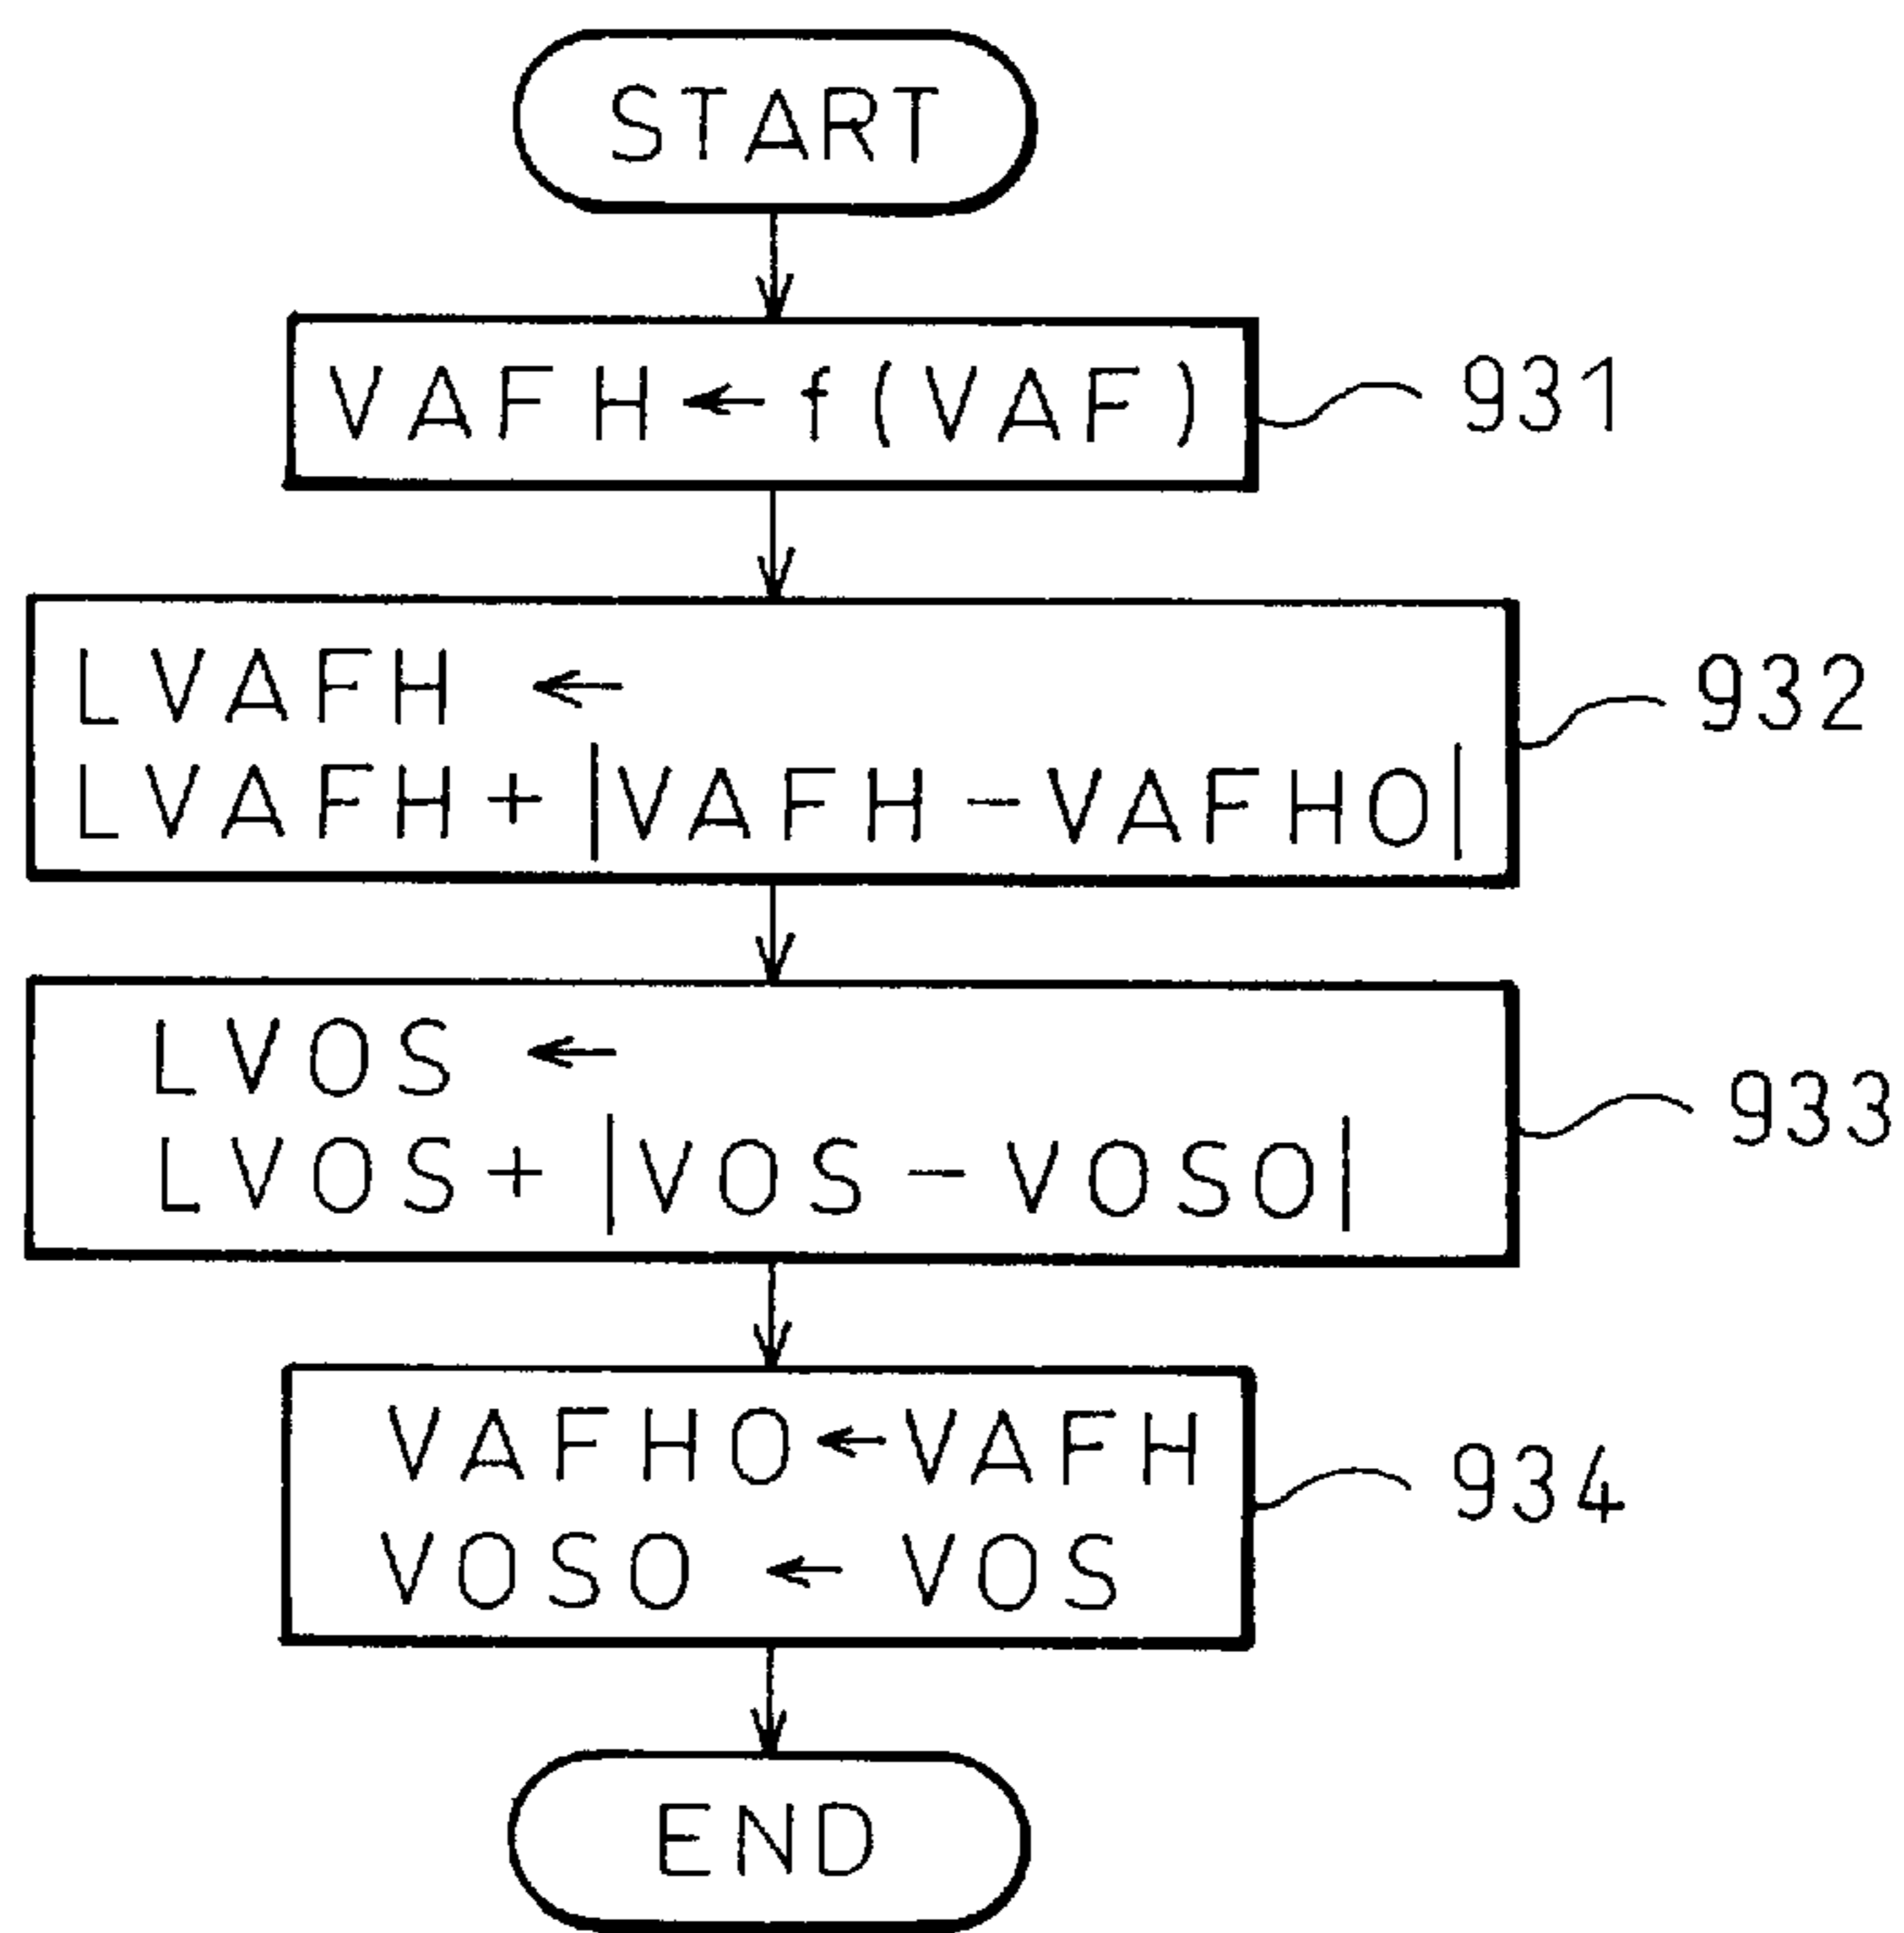 START
VAFH←f(VAF)
931
LVAFH ←
LVAFH+|VAFH-VAFHO|
932
LVOS ←
LVOS+|VOS-VOSO|
933
VAFHO←VAFH
VOSO ← VOS
934
END